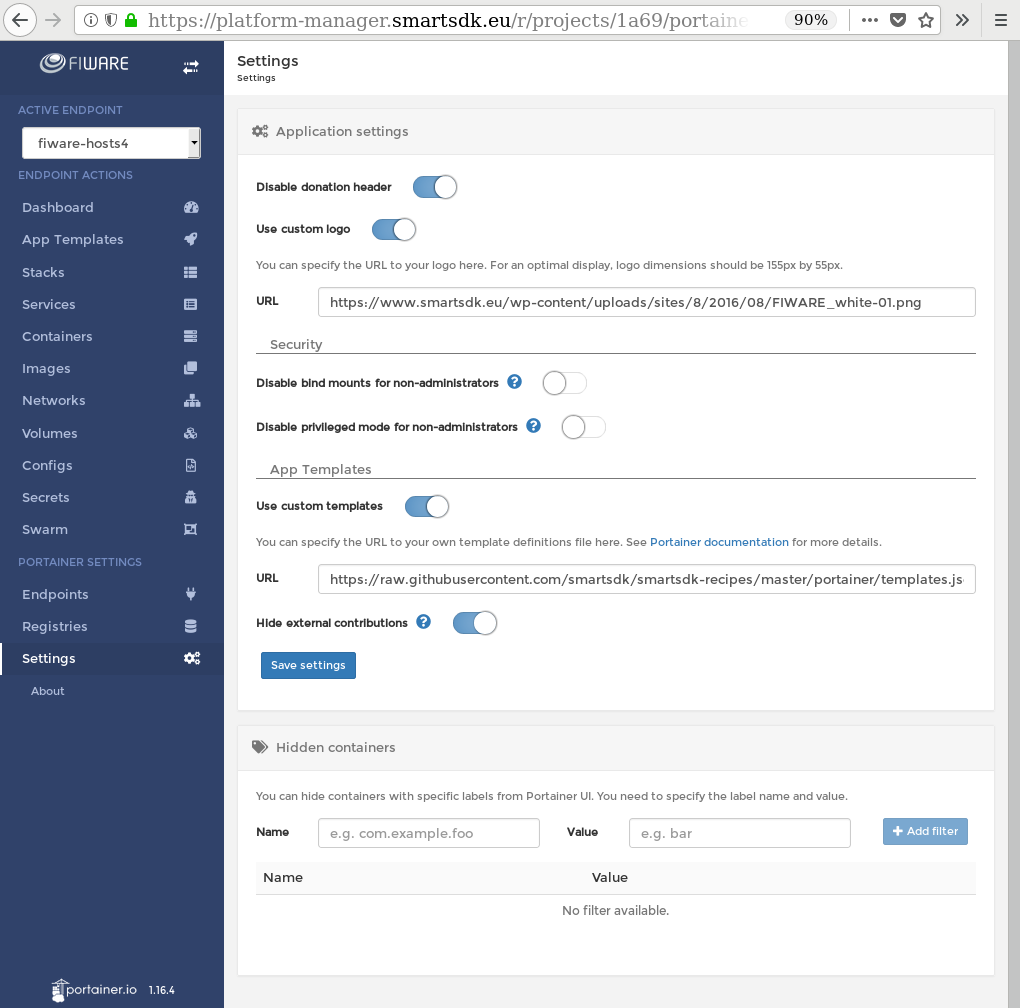 https://platform-manager.smartsdk.eu/r/projects/1a69/portaine
90%
FIWARE
ACTIVE ENDPOINT
fiware-hosts4
ENDPOINT ACTIONS
Dashboard
App Templates
Stacks
Services
Containers
Images
Networks
Volumes
Configs
Secrets
Swarm
PORTAINER SETTINGS
Endpoints
Registries
Settings
About
portainer.io 1.16.4
Settings
Settings
Application settings
Disable donation header
Use custom logo
You can specify the URL to your logo here. For an optimal display, logo dimensions should be 155px by 55px.
URL https://www.smartsdk.eu/wp-content/uploads/sites/8/2016/08/FIWARE_white-01.png
Security
Disable bind mounts for non-administrators ?
Disable privileged mode for non-administrators ?
App Templates
Use custom templates
You can specify the URL to your own template definitions file here. See Portainer documentation for more details.
URL https://raw.githubusercontent.com/smartsdk/smartsdk-recipes/master/portainer/templates.js
Hide external contributions ?
Save settings
Hidden containers
You can hide containers with specific labels from Portainer UI. You need to specify the label name and value.
Name e.g. com.example.foo Value e.g. bar + Add filter
Name Value
No filter available.